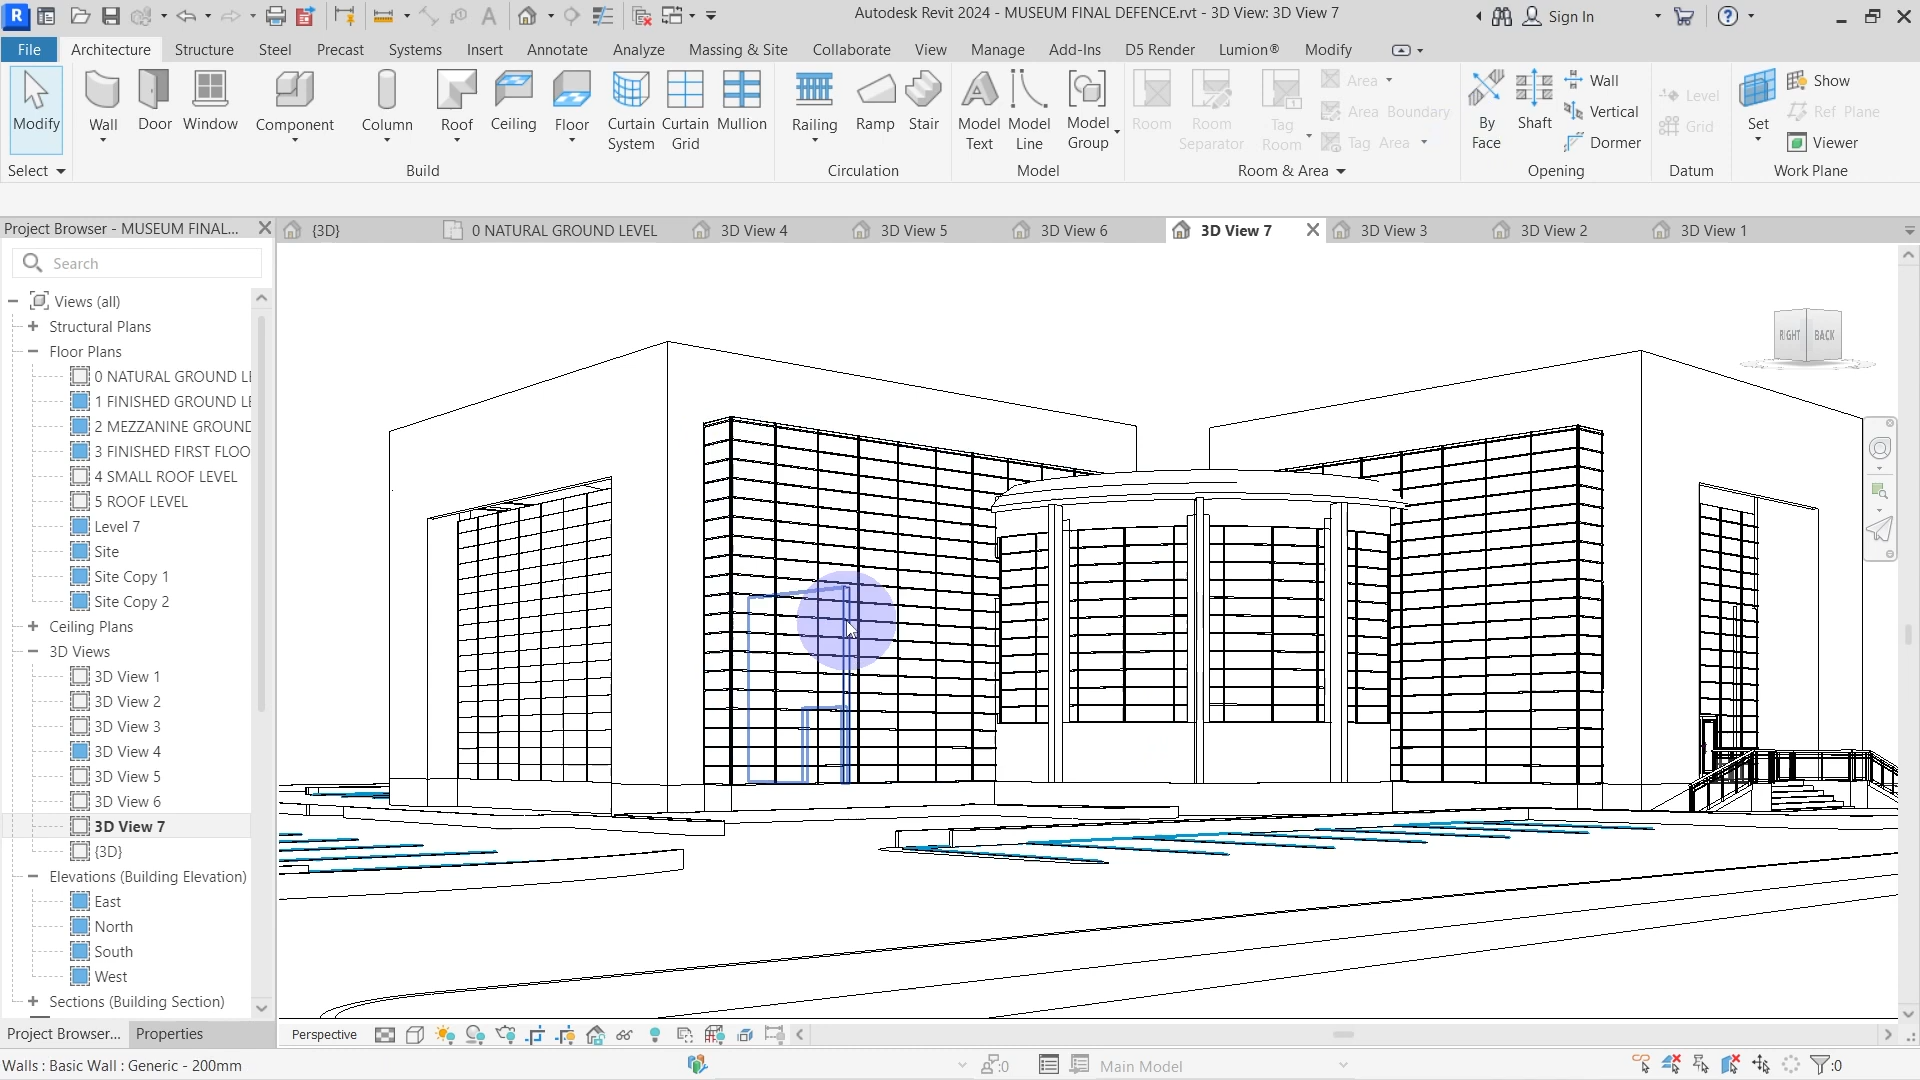 Autodesk Revit 2024 - MUSEUM FINAL DEFENCE.rvt - 3D View: 3D View 7
Sign In
File Architecture Structure Steel Precast Systems Insert Annotate Analyze Massing & Site Collaborate View Manage Add-Ins D5 Render Lumion® Modify
Modify
Wall
Door
Window
Component
Column
Roof
Ceiling
Floor
Curtain System
Curtain Grid
Mullion
Railing
Ramp
Stair
Model Text
Model Line
Model Group
Room
Room Separator
Tag Room
Area
Area Boundary
Tag Area
By Face
Shaft
Wall
Vertical
Dormer
Level
Grid
Set
Show
Ref Plane
Viewer
Select
Build
Circulation
Model
Room & Area
Opening
Datum
Work Plane
Project Browser - MUSEUM FINAL...
{3D}
0 NATURAL GROUND LEVEL
3D View 4
3D View 5
3D View 6
3D View 7
3D View 3
3D View 2
3D View 1
Search
Views (all)
Structural Plans
Floor Plans
0 NATURAL GROUND LE
1 FINISHED GROUND LE
2 MEZZANINE GROUND
3 FINISHED FIRST FLOO
4 SMALL ROOF LEVEL
5 ROOF LEVEL
Level 7
Site
Site Copy 1
Site Copy 2
Ceiling Plans
3D Views
3D View 1
3D View 2
3D View 3
3D View 4
3D View 5
3D View 6
3D View 7
{3D}
Elevations (Building Elevation)
East
North
South
West
Sections (Building Section)
RIGHT BACK
Project Browser... Properties
Perspective
Walls : Basic Wall : Generic - 200mm
:0
Main Model
:0